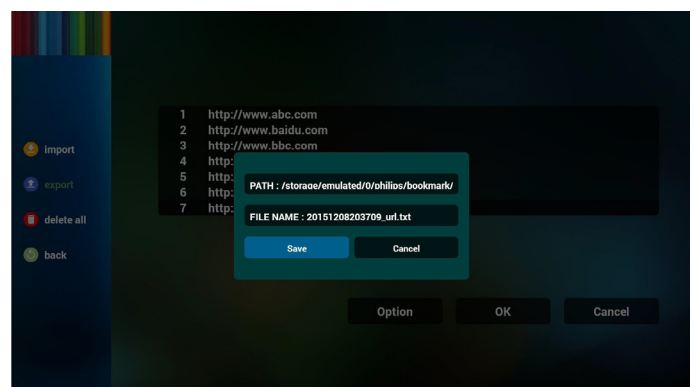 import
export
delete all
back
1 http://www.abc.com
2 http://www.baidu.com
3 http://www.bbc.com
4 http:
5 http:
6 http:
7 http:
PATH : /storage/emulated/0/philips/bookmark/
FILE NAME : 20151208203709_url.txt
Save Cancel
Option OK Cancel